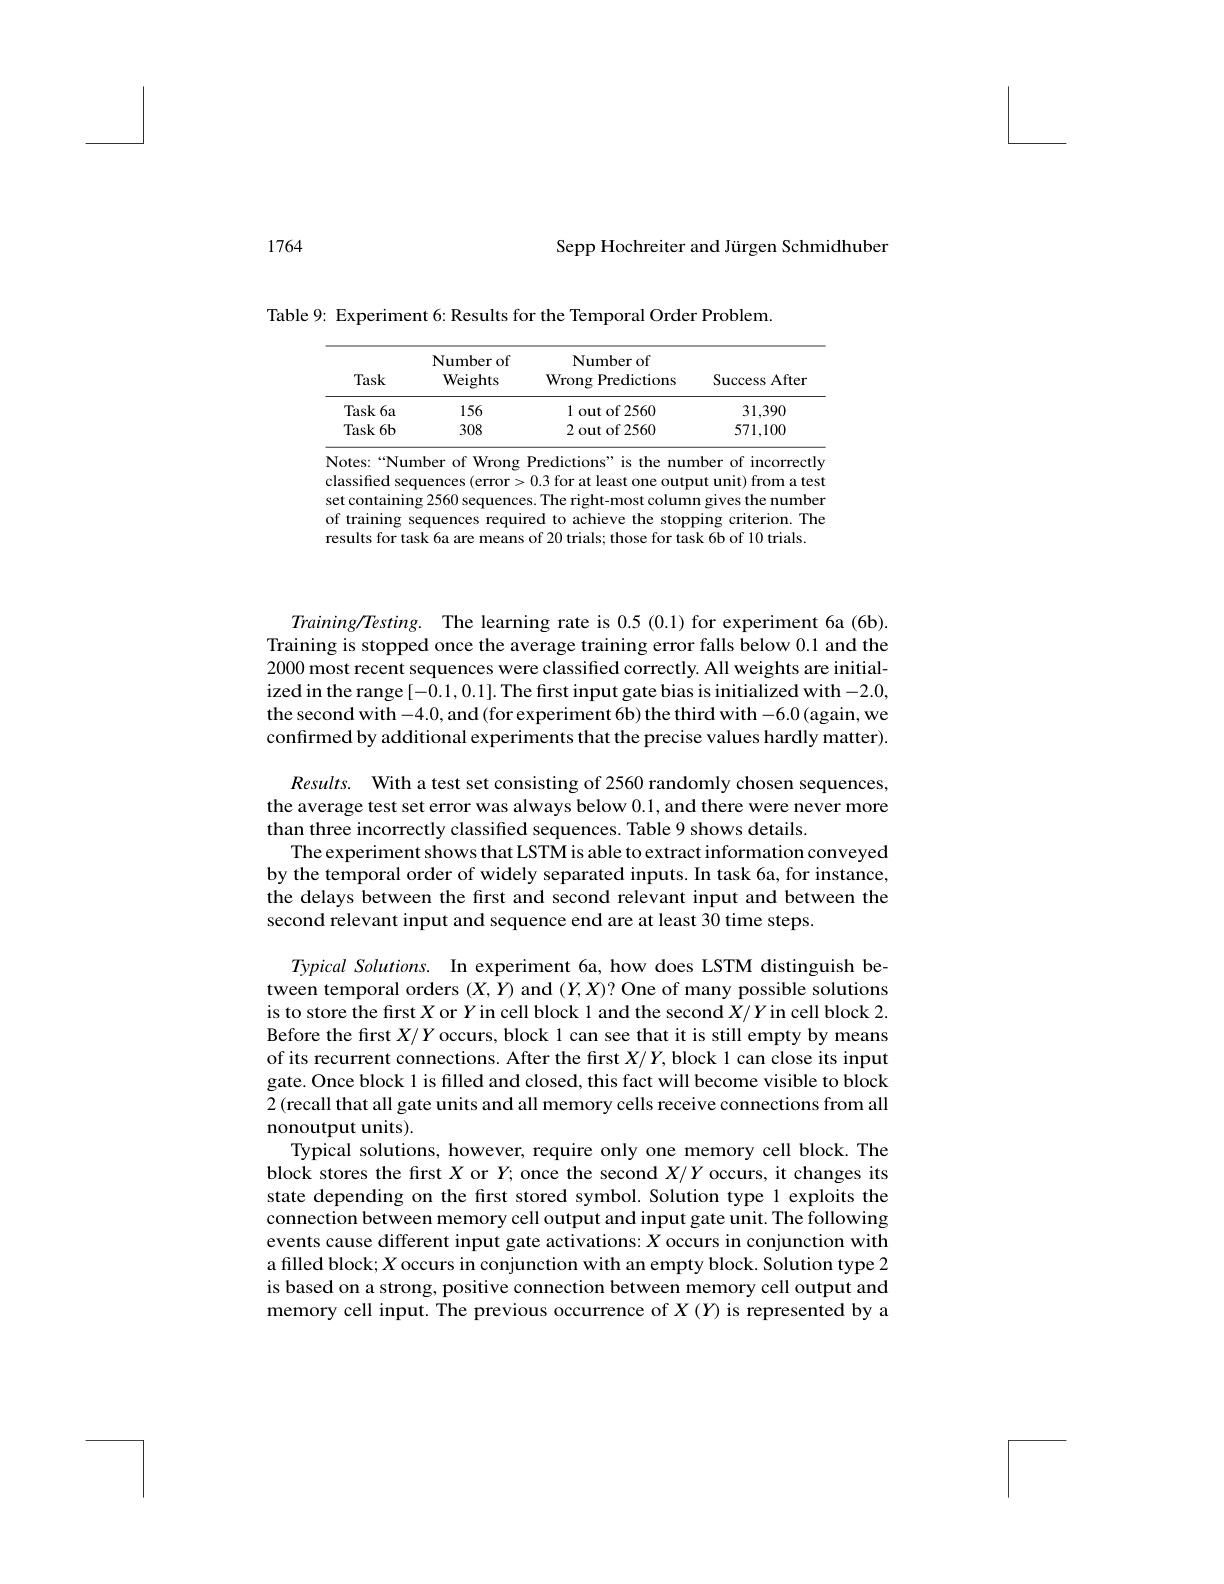 1764
Sepp Hochreiter and Jürgen Schmidhuber
Table 9: Experiment 6: Results for the Temporal Order Problem.
Number of Number of
Task Weights Wrong Predictions Success After
Task 6a 156 1 out of 2560 31,390
Task 6b 308 2 out of 2560 571,100
Notes: “Number of Wrong Predictions” is the number of incorrectly
classified sequences (error > 0.3 for at least one output unit) from a test
set containing 2560 sequences. The right-most column gives the number
of training sequences required to achieve the stopping criterion. The
results for task 6a are means of 20 trials; those for task 6b of 10 trials.
Training/Testing. The learning rate is 0.5 (0.1) for experiment 6a (6b).
Training is stopped once the average training error falls below 0.1 and the
2000 most recent sequences were classified correctly. All weights are initial-
ized in the range [−0.1, 0.1]. The first input gate bias is initialized with −2.0,
the second with −4.0, and (for experiment 6b) the third with −6.0 (again, we
confirmed by additional experiments that the precise values hardly matter).
Results. With a test set consisting of 2560 randomly chosen sequences,
the average test set error was always below 0.1, and there were never more
than three incorrectly classified sequences. Table 9 shows details.
The experiment shows that LSTM is able to extract information conveyed
by the temporal order of widely separated inputs. In task 6a, for instance,
the delays between the first and second relevant input and between the
second relevant input and sequence end are at least 30 time steps.
Typical Solutions. In experiment 6a, how does LSTM distinguish be-
tween temporal orders (X, Y) and (Y, X)? One of many possible solutions
is to store the first X or Y in cell block 1 and the second X/Y in cell block 2.
Before the first X/Y occurs, block 1 can see that it is still empty by means
of its recurrent connections. After the first X/Y, block 1 can close its input
gate. Once block 1 is filled and closed, this fact will become visible to block
2 (recall that all gate units and all memory cells receive connections from all
nonoutput units).
Typical solutions, however, require only one memory cell block. The
block stores the first X or Y; once the second X/Y occurs, it changes its
state depending on the first stored symbol. Solution type 1 exploits the
connection between memory cell output and input gate unit. The following
events cause different input gate activations: X occurs in conjunction with
a filled block; X occurs in conjunction with an empty block. Solution type 2
is based on a strong, positive connection between memory cell output and
memory cell input. The previous occurrence of X (Y) is represented by a